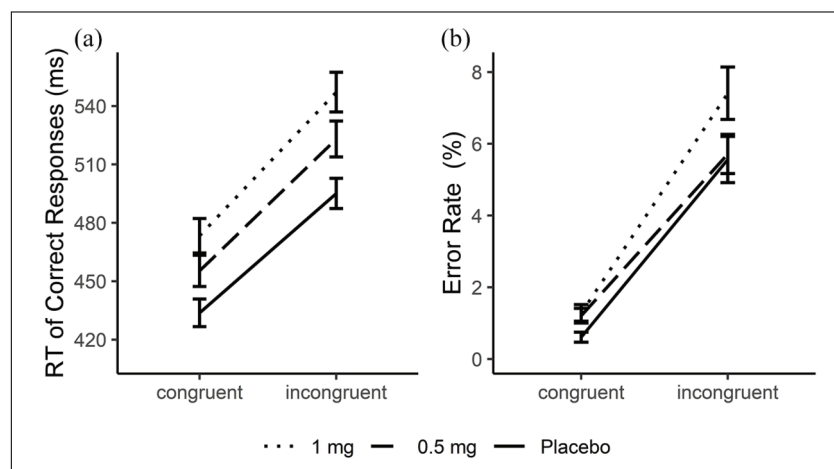 (a)
RT of Correct Responses (ms)
540
510
480
450
420
congruent incongruent
(b)
Error Rate (%)
8
6
4
2
0
congruent incongruent
1 mg 0.5 mg Placebo